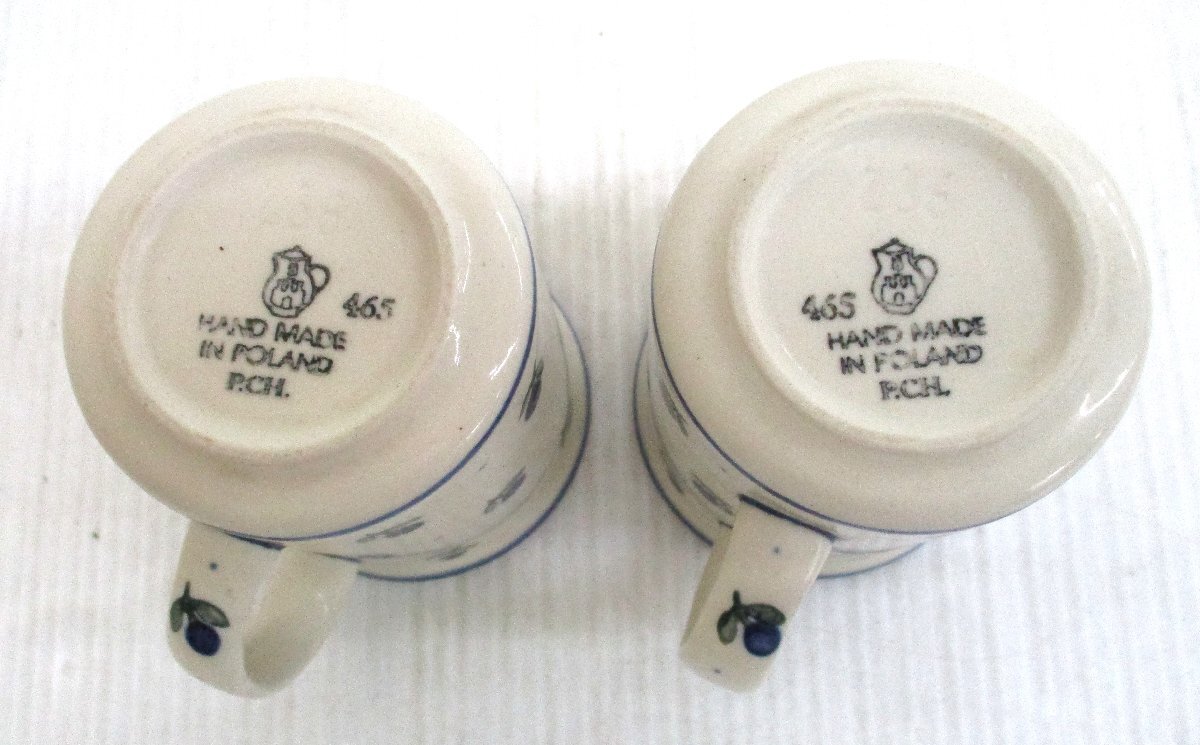 465
HAND MADE
IN POLAND
P.CH.
465
HAND MADE
IN POLAND
P.CH.